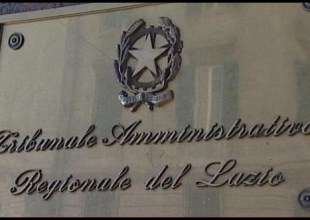 Tribunale Amministrativo
Regionale del Lazio